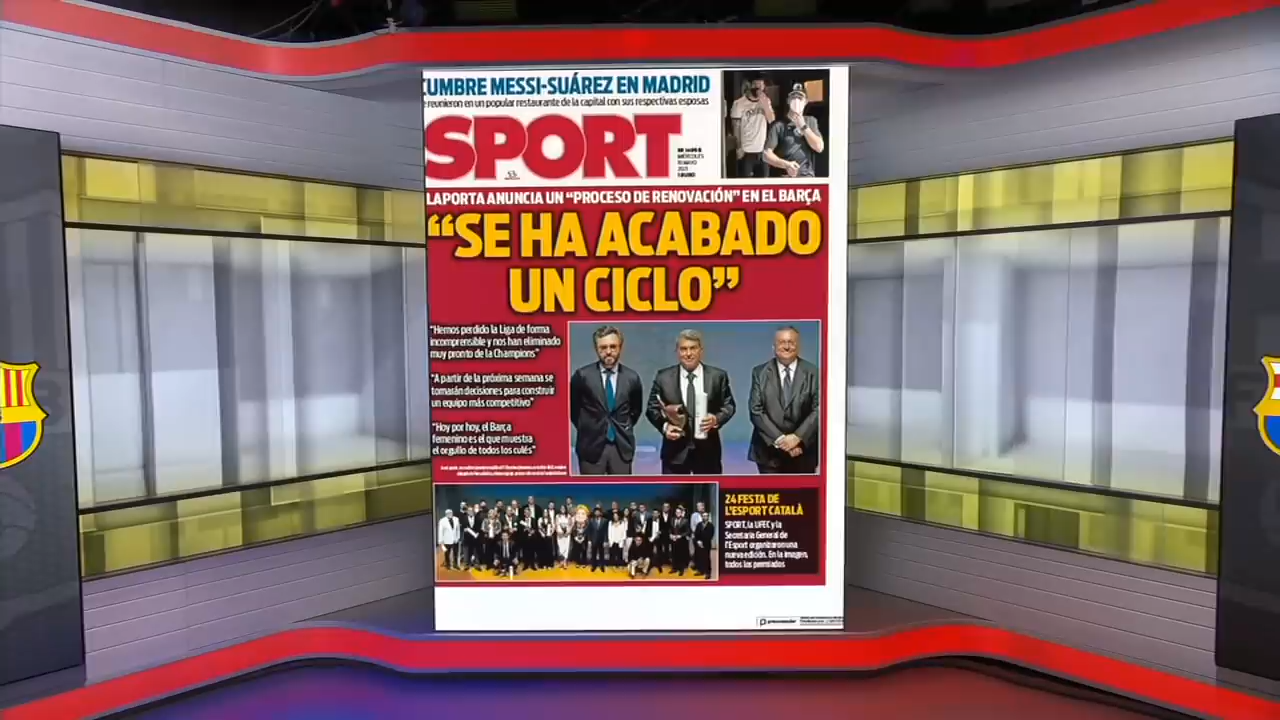 CUMBRE MESSI-SUÁREZ EN MADRID
e reunieron en un popular restaurante de la capital con sus respectivas esposas
SPORT
MIÉRCOLES
LAPORTA ANUNCIA UN “PROCESO DE RENOVACIÓN” EN EL BARÇA
“SE HA ACABADO
UN CICLO”
“Hemos perdido la Liga de forma
incomprensible y nos han eliminado
muy pronto de la Champions”
“A partir de la próxima semana se
tomarán decisiones para construir
un equipo más competitivo”
“Hoy por hoy, el Barça
femenino es el que muestra
el orgullo de todos los culés”
24 FESTA DE
L'ESPORT CATALÀ
SPORT, la UFEC y la
Secretaria General de
l'Esport organizaron una
nueva edición. En la imagen,
todos los premiados
pressreader